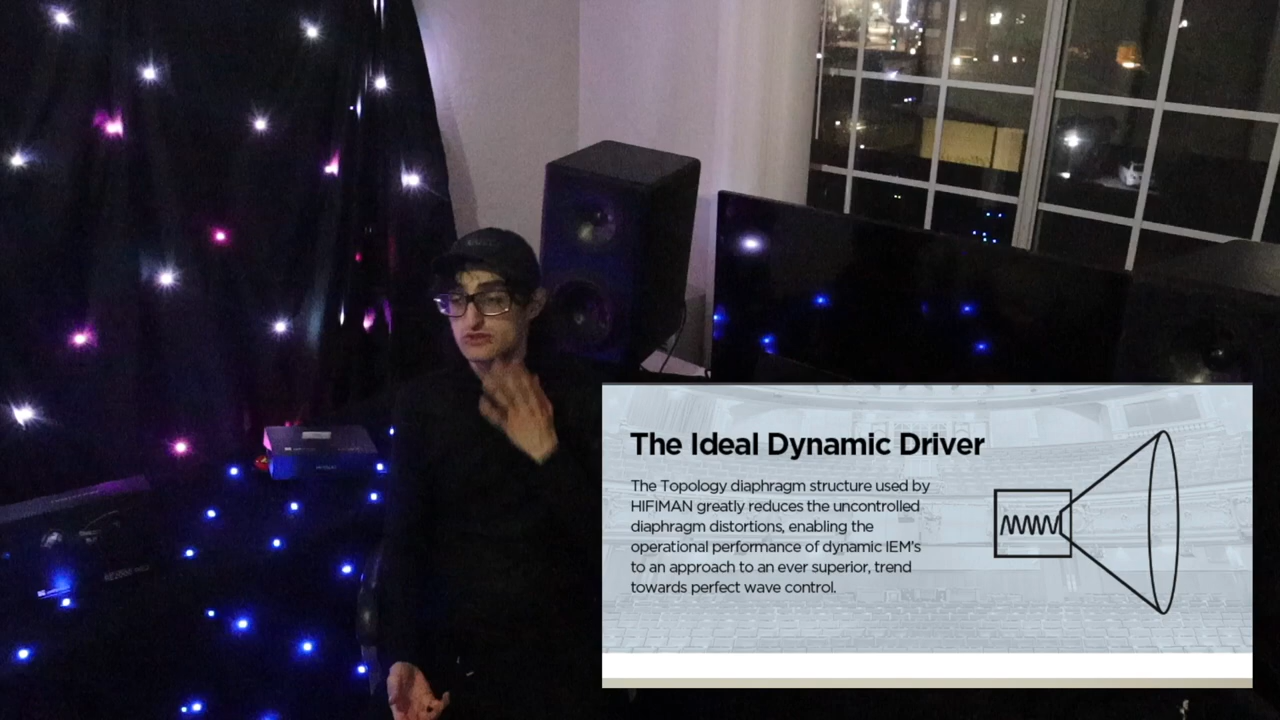 The Ideal Dynamic Driver
The Topology diaphragm structure used by
HIFIMAN greatly reduces the uncontrolled
diaphragm distortions, enabling the
operational performance of dynamic IEM's
to an approach to an ever superior, trend
towards perfect wave control.